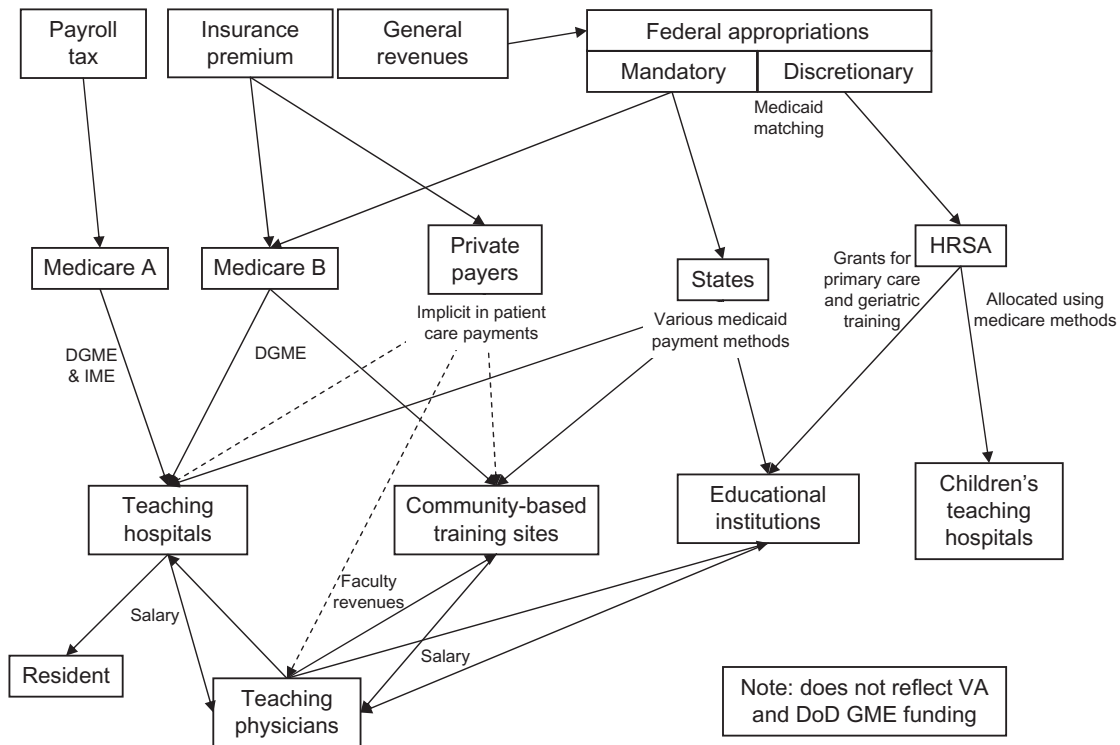 Payroll
tax
Insurance
premium
General
revenues
Federal appropriations
Mandatory
Discretionary
Medicaid
matching
Medicare A
Medicare B
Private
payers
States
HRSA
Implicit in patient
care payments
Various medicaid
payment methods
Grants for
primary care
and geriatric
training
Allocated using
medicare methods
DGME
& IME
DGME
Teaching
hospitals
Community-based
training sites
Educational
institutions
Children's
teaching
hospitals
Salary
Faculty
revenues
Salary
Resident
Teaching
physicians
Note: does not reflect VA
and DoD GME funding